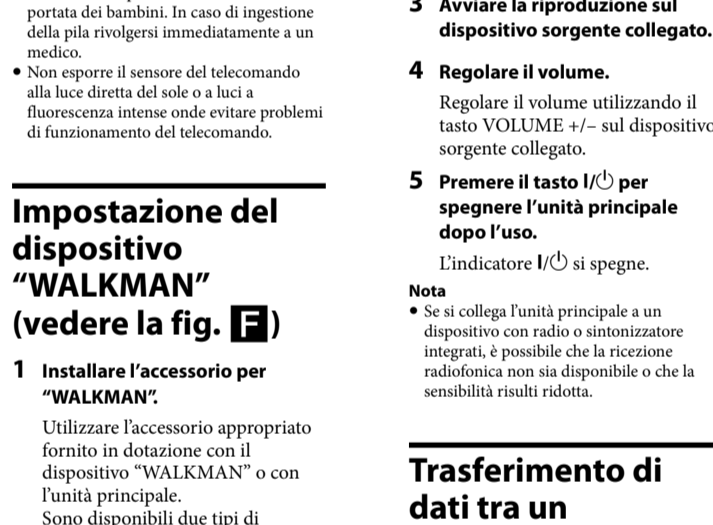 portata dei bambini. In caso di ingestione
della pila rivolgersi immediatamente a un
medico.
• Non esporre il sensore del telecomando
alla luce diretta del sole o a luci a
fluorescenza intense onde evitare problemi
di funzionamento del telecomando.
Impostazione del
dispositivo
“WALKMAN”
(vedere la fig. F)
1 Installare l’accessorio per
“WALKMAN”.
Utilizzare l’accessorio appropriato
fornito in dotazione con il
dispositivo “WALKMAN” o con
l’unità principale.
Sono disponibili due tipi di
3 Avviare la riproduzione sul
dispositivo sorgente collegato.
4 Regolare il volume.
Regolare il volume utilizzando il
tasto VOLUME +/– sul dispositivo
sorgente collegato.
5 Premere il tasto I/⏻ per
spegnere l’unità principale
dopo l’uso.
L’indicatore I/⏻ si spegne.
Nota
• Se si collega l’unità principale a un
dispositivo con radio o sintonizzatore
integrati, è possibile che la ricezione
radiofonica non sia disponibile o che la
sensibilità risulti ridotta.
Trasferimento di
dati tra un